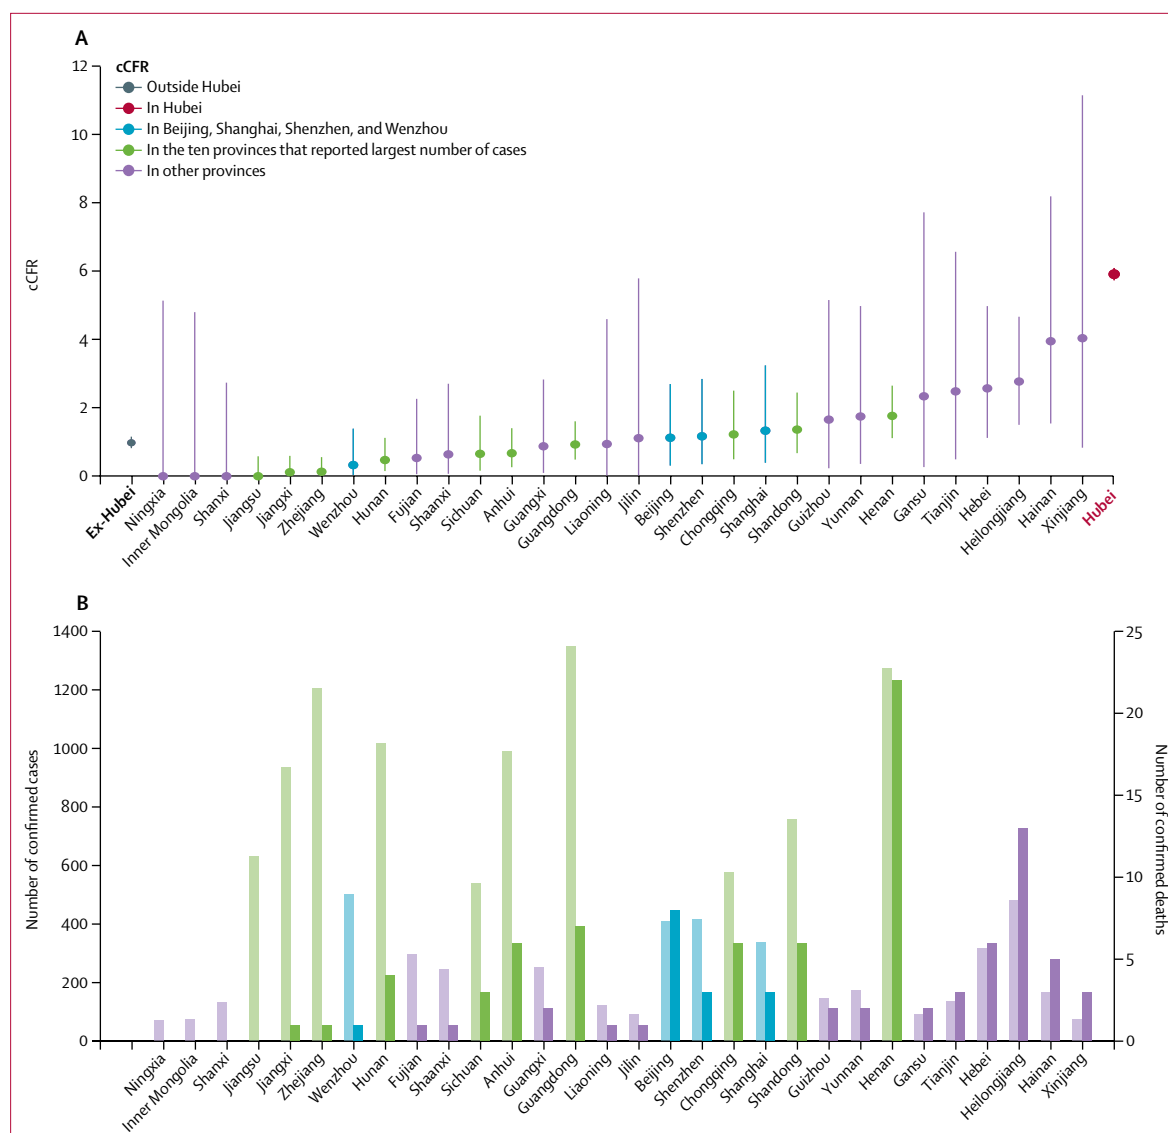 A
cCFR
Outside Hubei
In Hubei
In Beijing, Shanghai, Shenzhen, and Wenzhou
In the ten provinces that reported largest number of cases
In other provinces
12
10
8
6
4
2
0
cCFR
Ex-Hubei
Ningxia
Inner Mongolia
Shanxi
Jiangsu
Jiangxi
Zhejiang
Wenzhou
Hunan
Fujian
Shaanxi
Sichuan
Anhui
Guangxi
Guangdong
Liaoning
Jilin
Beijing
Shenzhen
Chongqing
Shanghai
Shandong
Guizhou
Yunnan
Henan
Gansu
Tianjin
Hebei
Heilongjiang
Hainan
Xinjiang
Hubei
B
1400
1200
1000
800
600
400
200
0
Number of confirmed cases
25
20
15
10
5
0
Number of confirmed deaths
Ningxia
Inner Mongolia
Shanxi
Jiangsu
Jiangxi
Zhejiang
Wenzhou
Hunan
Fujian
Shaanxi
Sichuan
Anhui
Guangxi
Guangdong
Liaoning
Jilin
Beijing
Shenzhen
Chongqing
Shanghai
Shandong
Guizhou
Yunnan
Henan
Gansu
Tianjin
Hebei
Heilongjiang
Hainan
Xinjiang